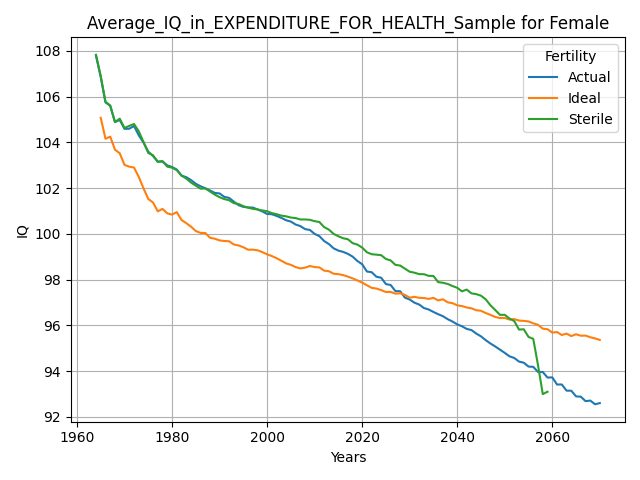 Average_IQ_in_EXPENDITURE_FOR_HEALTH_Sample for Female
108
106
104
102
100
98
96
94
92
IQ
1960
1980
2000
2020
2040
2060
Years
Fertility
Actual
Ideal
Sterile